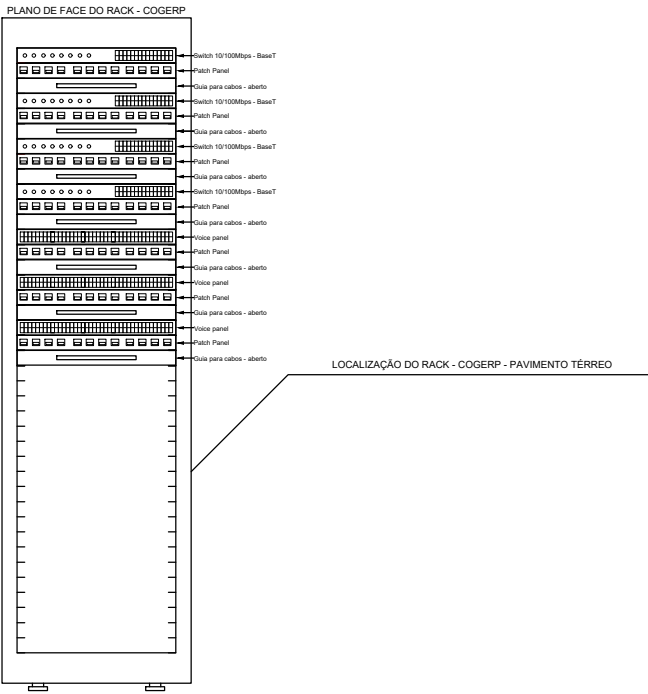 PLANO DE FACE DO RACK - COGERP
Switch 10/100Mbps - BaseT
Patch Panel
Guia para cabos - aberto
Switch 10/100Mbps - BaseT
Patch Panel
Guia para cabos - aberto
Switch 10/100Mbps - BaseT
Patch Panel
Guia para cabos - aberto
Switch 10/100Mbps - BaseT
Patch Panel
Guia para cabos - aberto
Voice panel
Patch Panel
Guia para cabos - aberto
Voice panel
Patch Panel
Guia para cabos - aberto
Voice panel
Patch Panel
Guia para cabos - aberto
LOCALIZAÇÃO DO RACK - COGERP - PAVIMENTO TÉRREO